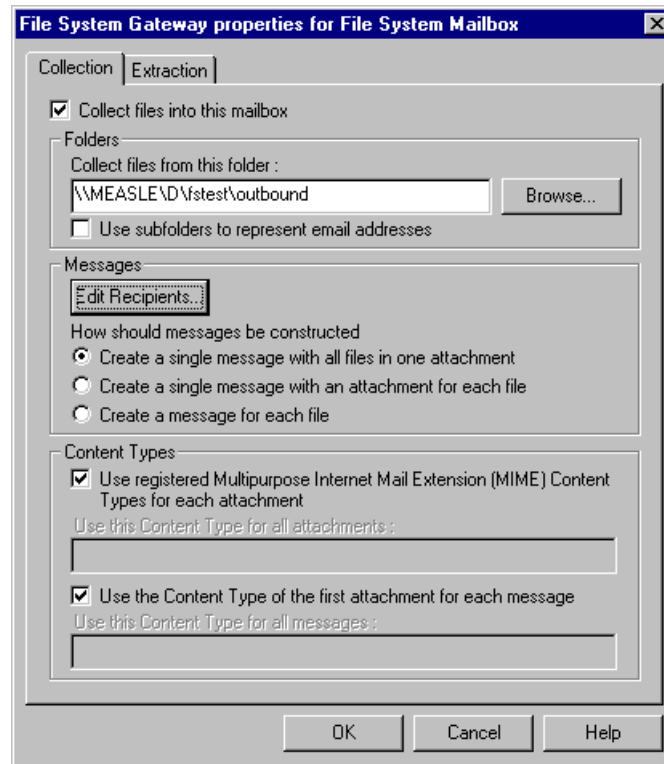 File System Gateway properties for File System Mailbox
Collection Extraction
Collect files into this mailbox
Folders
Collect files from this folder :
\\MEASLE\D\fstest\outbound Browse...
Use subfolders to represent email addresses
Messages
Edit Recipients...
How should messages be constructed
Create a single message with all files in one attachment
Create a single message with an attachment for each file
Create a message for each file
Content Types
Use registered Multipurpose Internet Mail Extension (MIME) Content
Types for each attachment
Use this Content Type for all attachments :
Use the Content Type of the first attachment for each message
Use this Content Type for all messages :
OK Cancel Help